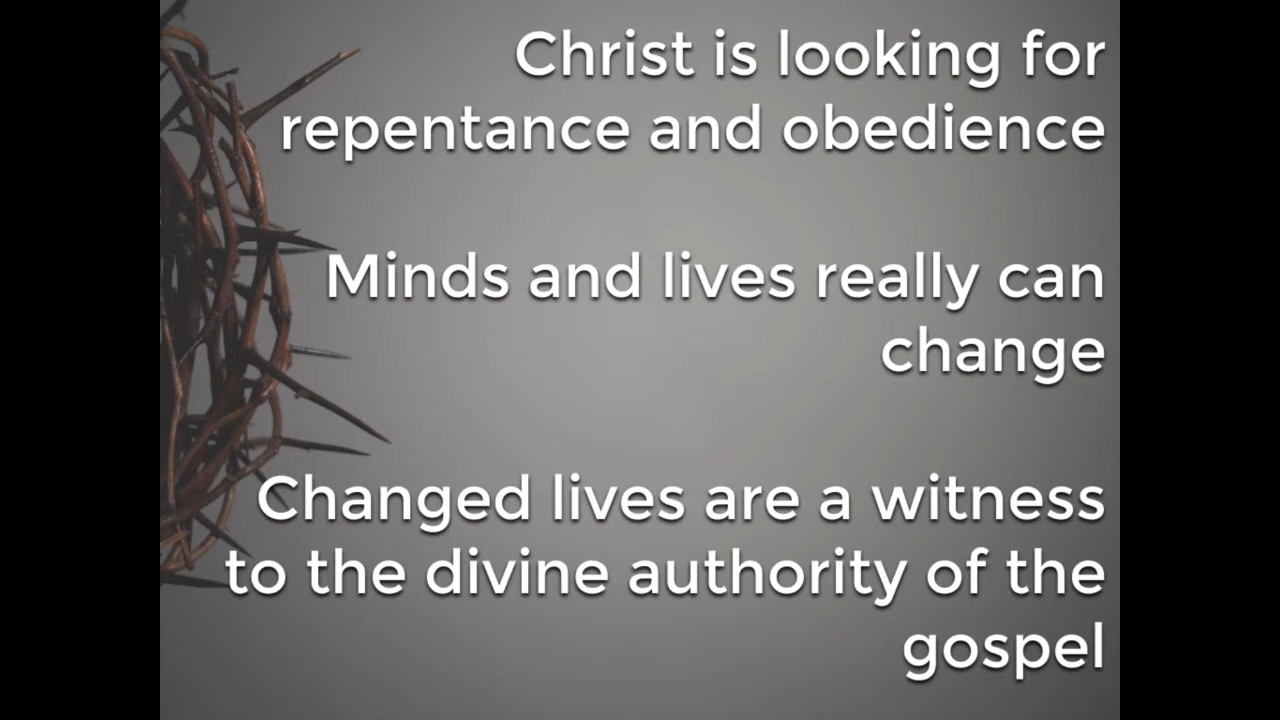 Christ is looking for
repentance and obedience
Minds and lives really can
change
Changed lives are a witness
to the divine authority of the
gospel